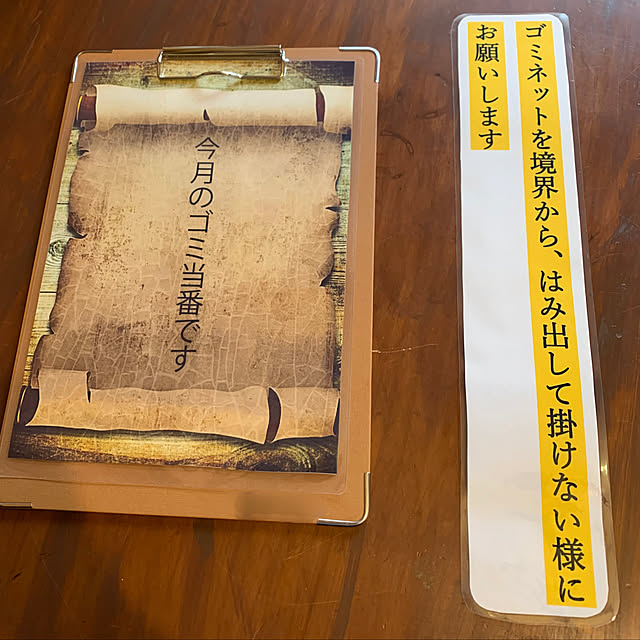 今月のゴミ当番です
ゴミネットを境界から、はみ出して掛けない様に
お願いします